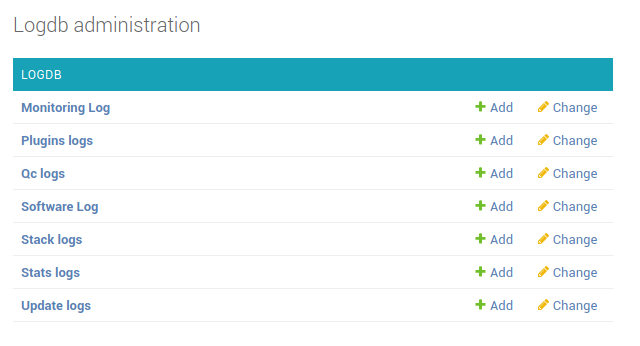 Logdb administration
LOGDB
Monitoring Log Add Change
Plugins logs Add Change
Qc logs Add Change
Software Log Add Change
Stack logs Add Change
Stats logs Add Change
Update logs Add Change